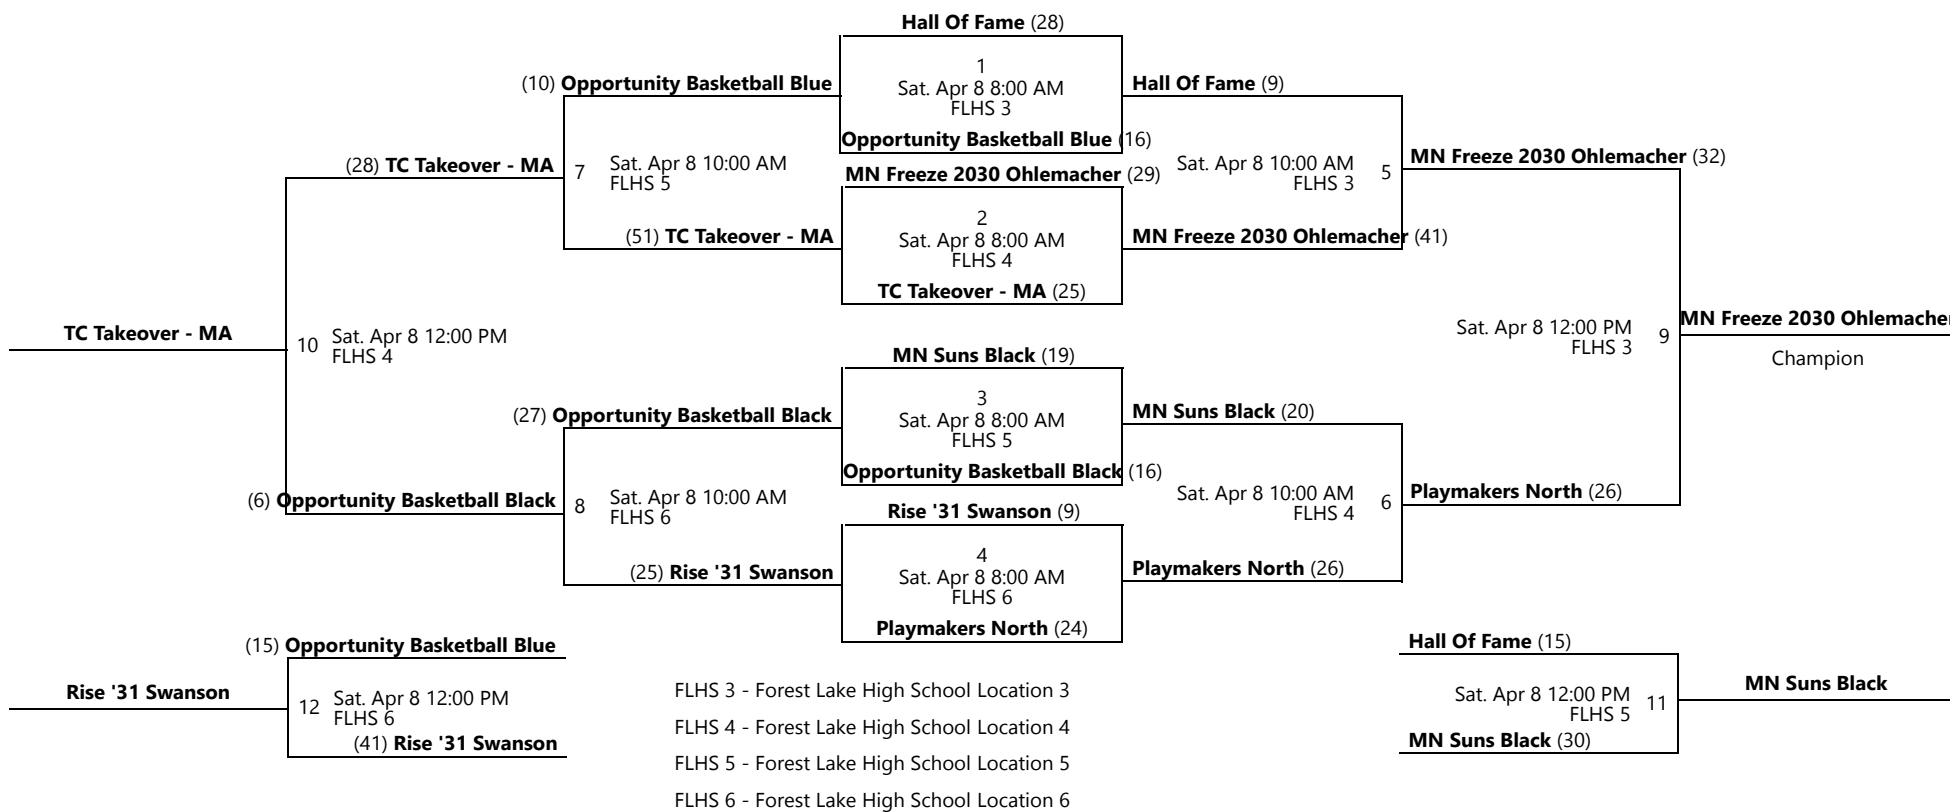 Hall Of Fame (28)
1
Sat. Apr 8 8:00 AM
FLHS 3
Opportunity Basketball Blue (16)
MN Freeze 2030 Ohlemacher (29)
2
Sat. Apr 8 8:00 AM
FLHS 4
TC Takeover - MA (25)
MN Suns Black (19)
3
Sat. Apr 8 8:00 AM
FLHS 5
Opportunity Basketball Black (16)
Rise '31 Swanson (9)
4
Sat. Apr 8 8:00 AM
FLHS 6
Playmakers North (24)
(10) Opportunity Basketball Blue
7
Sat. Apr 8 10:00 AM
FLHS 5
(51) TC Takeover - MA
(27) Opportunity Basketball Black
8
Sat. Apr 8 10:00 AM
FLHS 6
(25) Rise '31 Swanson
(28) TC Takeover - MA
10
Sat. Apr 8 12:00 PM
FLHS 4
(6) Opportunity Basketball Black
TC Takeover - MA
(15) Opportunity Basketball Blue
12
Sat. Apr 8 12:00 PM
FLHS 6
(41) Rise '31 Swanson
Rise '31 Swanson
Hall Of Fame (9)
Sat. Apr 8 10:00 AM
FLHS 3
5
MN Freeze 2030 Ohlemacher (41)
MN Suns Black (20)
Sat. Apr 8 10:00 AM
FLHS 4
6
Playmakers North (26)
MN Freeze 2030 Ohlemacher (32)
Sat. Apr 8 12:00 PM
FLHS 3
9
Playmakers North (26)
MN Freeze 2030 Ohlemacher
Champion
Hall Of Fame (15)
Sat. Apr 8 12:00 PM
FLHS 5
11
MN Suns Black (30)
MN Suns Black
FLHS 3 - Forest Lake High School Location 3
FLHS 4 - Forest Lake High School Location 4
FLHS 5 - Forest Lake High School Location 5
FLHS 6 - Forest Lake High School Location 6